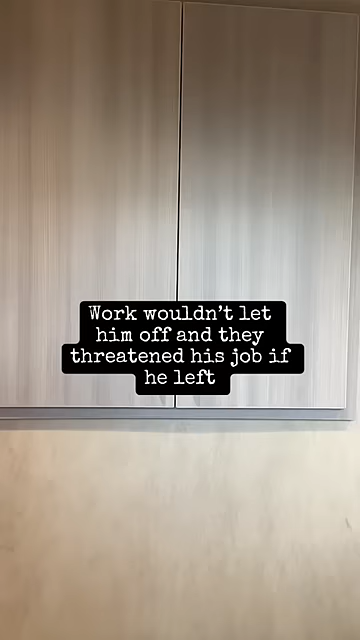 Work wouldn't let
him off and they
threatened his job if
he left